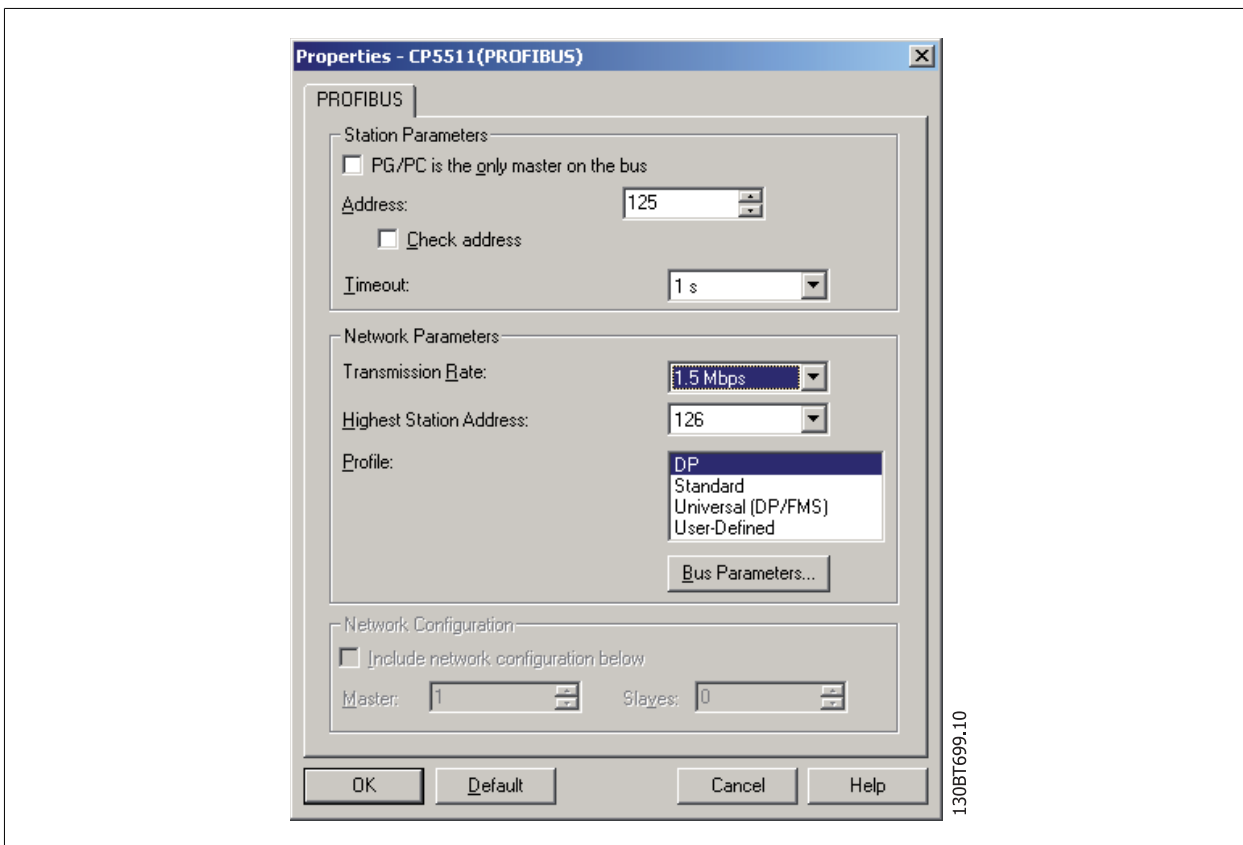 Properties - CP5511(PROFIBUS)
PROFIBUS
Station Parameters
PG/PC is the only master on the bus
Address: 125
Check address
Timeout: 1 s
Network Parameters
Transmission Rate: 1.5 Mbps
Highest Station Address: 126
Profile: DP
Standard
Universal (DP/FMS)
User-Defined
Bus Parameters...
Network Configuration
Include network configuration below
Master: 1 Slaves: 0
OK Default Cancel Help
130BT699.10